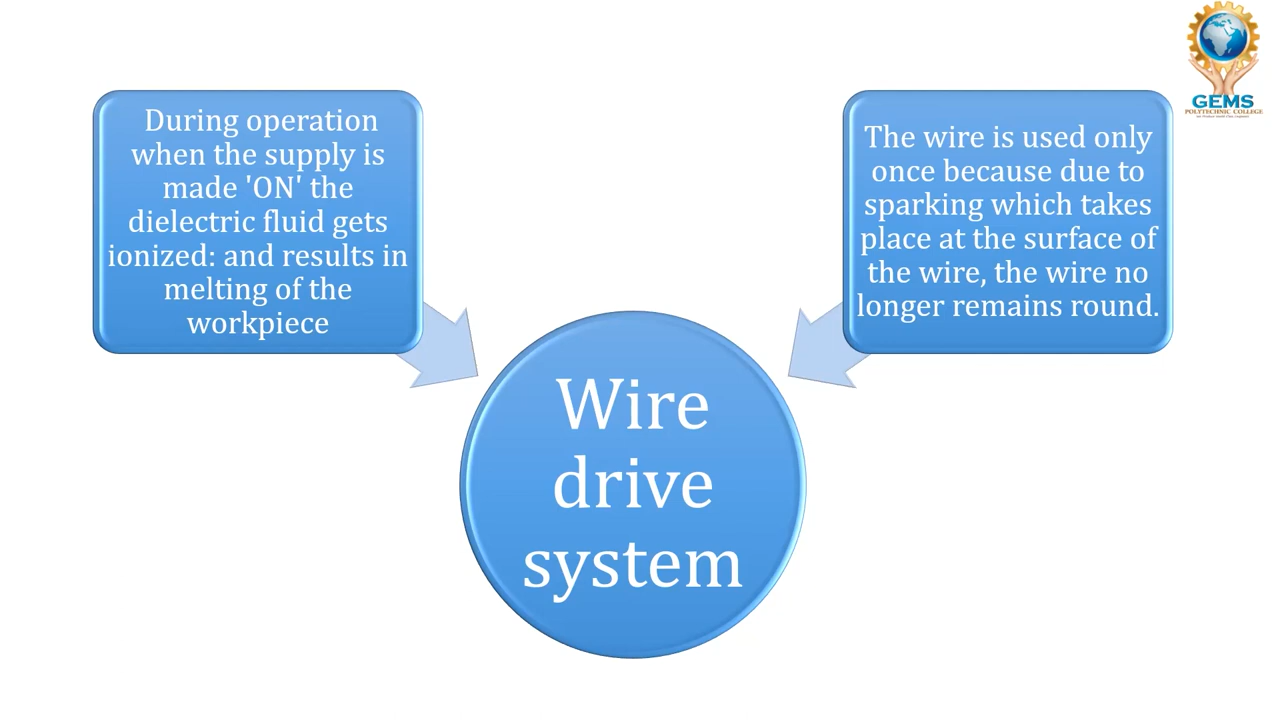 GEMS
POLYTECHNIC COLLEGE
During operation
when the supply is
made 'ON' the
dielectric fluid gets
ionized: and results in
melting of the
workpiece
The wire is used only
once because due to
sparking which takes
place at the surface of
the wire, the wire no
longer remains round.
Wire
drive
system